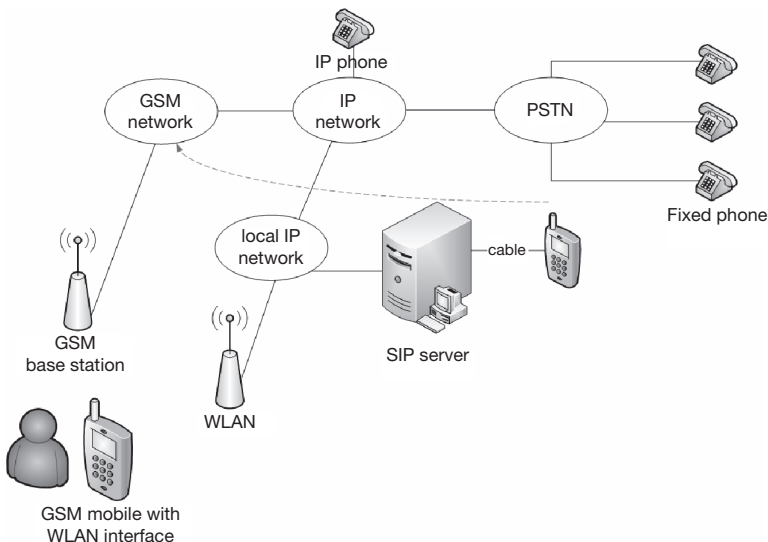 IP phone
GSM
network
IP
network
PSTN
Fixed phone
local IP
network
cable
GSM
base station
SIP server
WLAN
GSM mobile with
WLAN interface